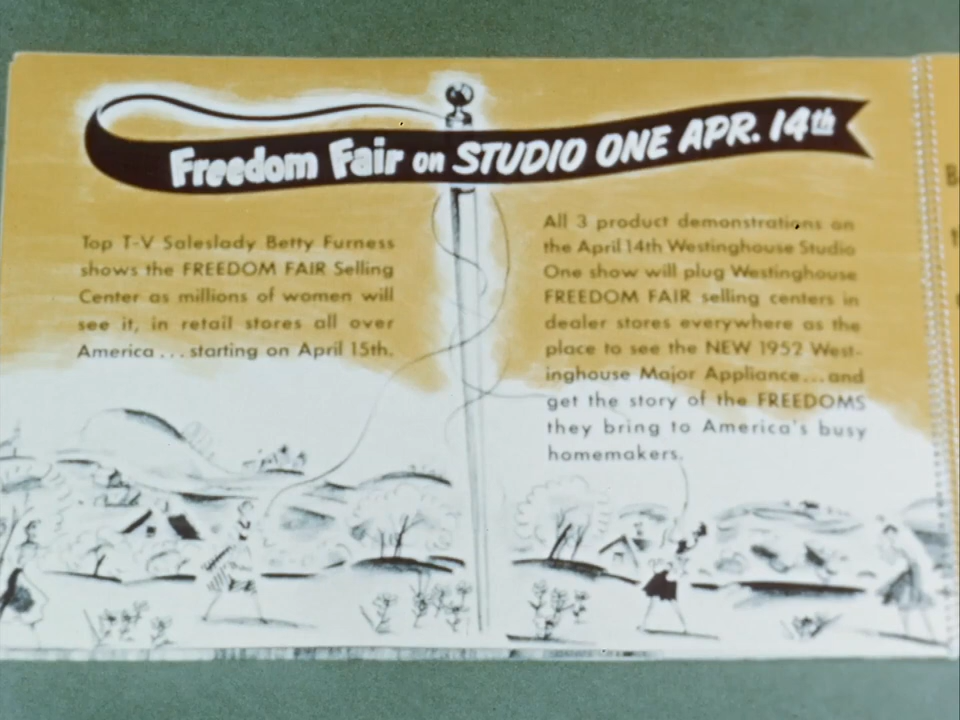 Freedom Fair on STUDIO ONE APR. 14th
Top T-V Saleslady Betty Furness
shows the FREEDOM FAIR Selling
Center as millions of women will
see it, in retail stores all over
America...starting on April 15th.
All 3 product demonstrations on
the April 14th Westinghouse Studio
One show will plug Westinghouse
FREEDOM FAIR selling centers in
dealer stores everywhere as the
place to see the NEW 1952 West-
inghouse Major Appliance...and
get the story of the FREEDOMS
they bring to America's busy
homemakers.